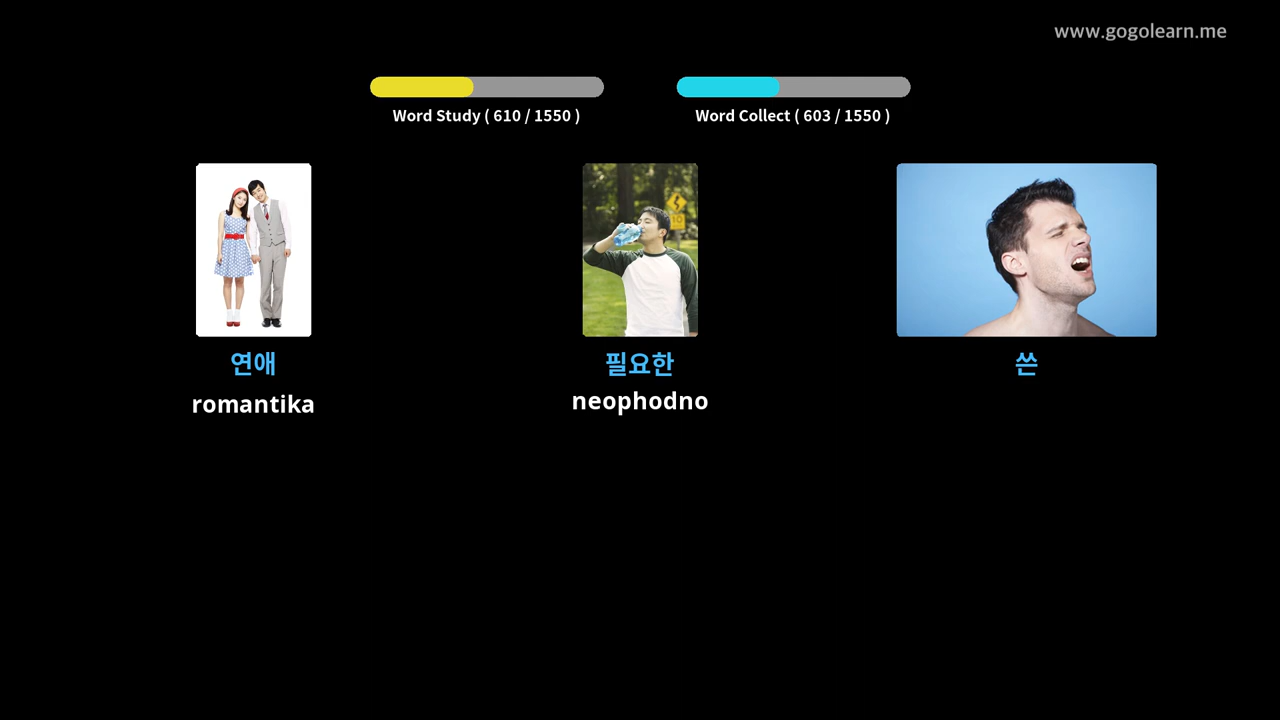 www.gogolearn.me
Word Study ( 610 / 1550 )
Word Collect ( 603 / 1550 )
연애
필요한
쓴
romantika
neophodno